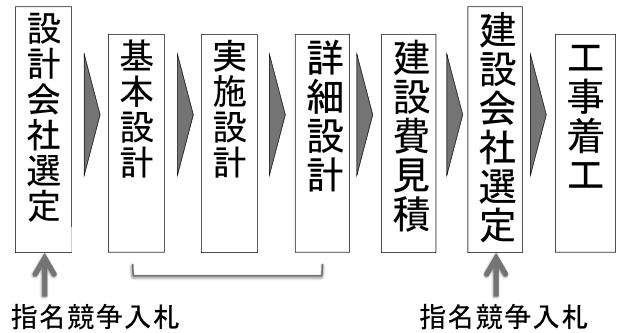 設計会社選定
基本設計
実施設計
詳細設計
建設費見積
建設会社選定
工事着工
指名競争入札
指名競争入札